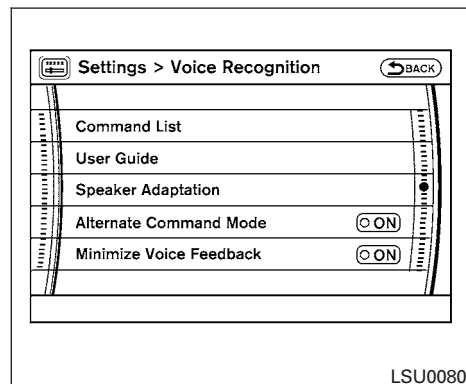 Settings > Voice Recognition
BACK
Command List
User Guide
Speaker Adaptation
Alternate Command Mode ON
Minimize Voice Feedback ON
LSU0080